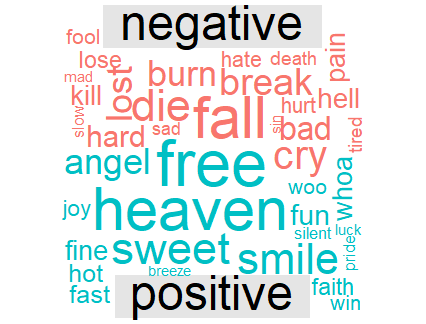 negative
fool
lose
mad
kill
slow
lost
burn
hate
death
pain
break
hell
hurt
die
fall
sin
bad
tired
hard
sad
cry
angel
free
woo
whoa
joy
heaven
fun
silent
luck
pride
fine
sweet
smile
hot
breeze
fast
faith
win
positive